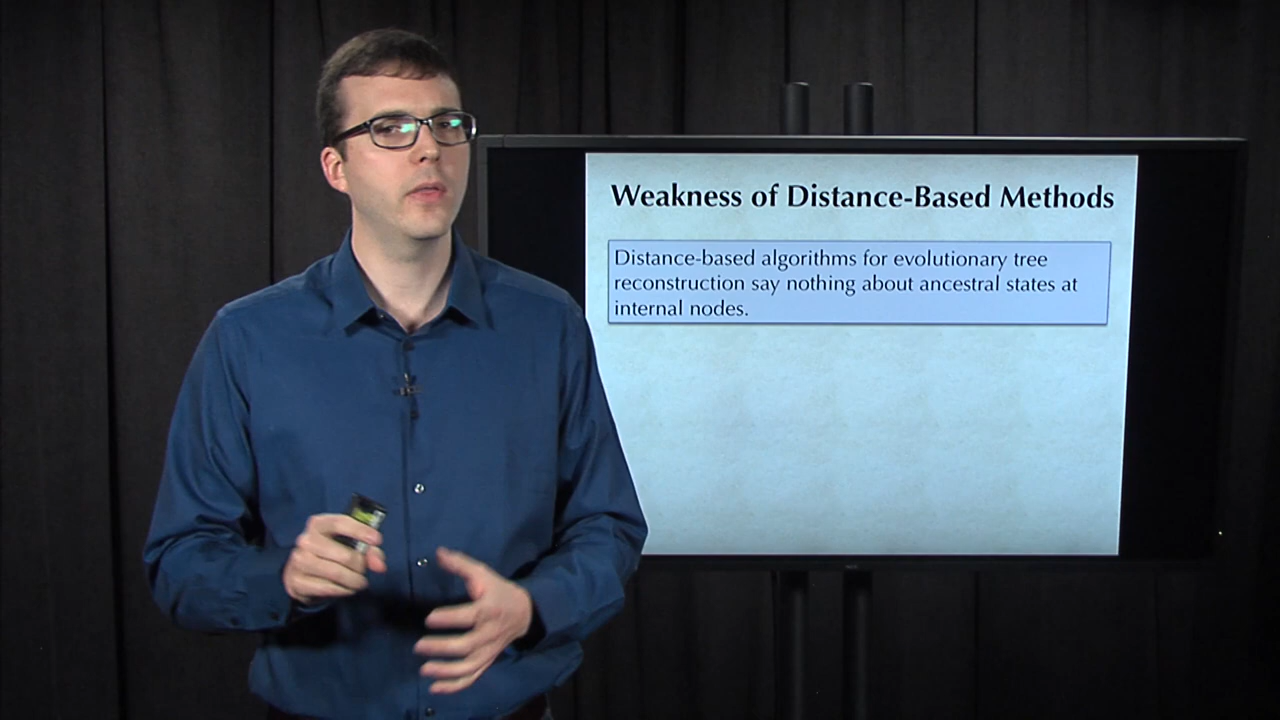 Weakness of Distance-Based Methods
Distance-based algorithms for evolutionary tree
reconstruction say nothing about ancestral states at
internal nodes.